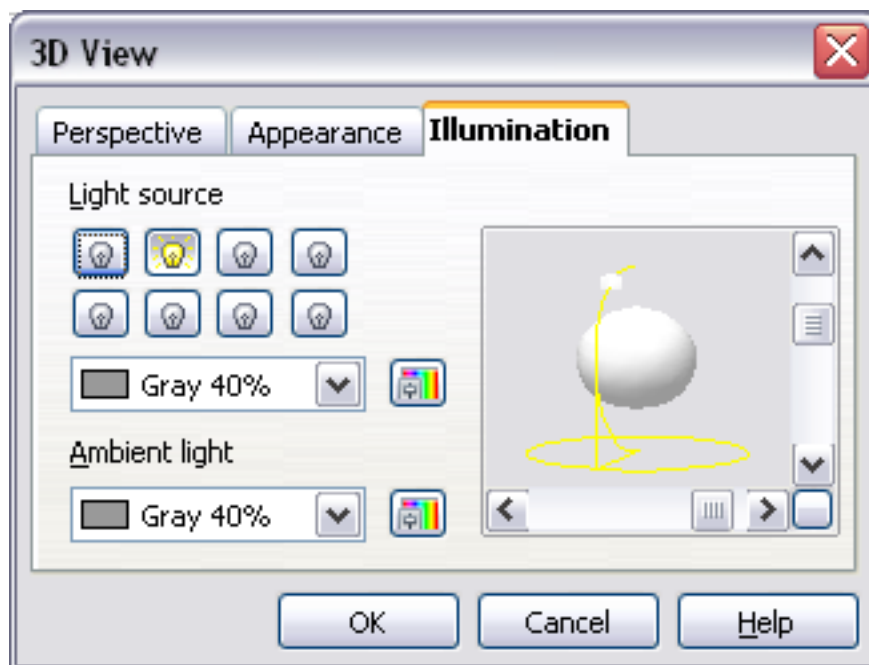 3D View
Perspective Appearance Illumination
Light source
Gray 40%
Ambient light
Gray 40%
OK Cancel Help